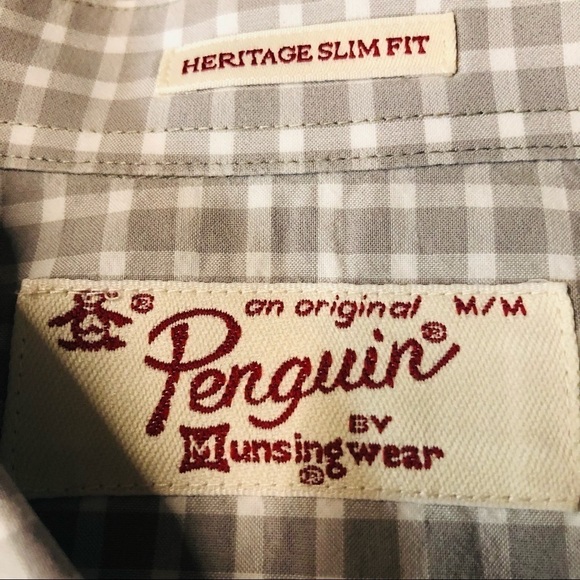 HERITAGE SLIM FIT
® an original M/M
Penguin®
BY
Munsingwear
®